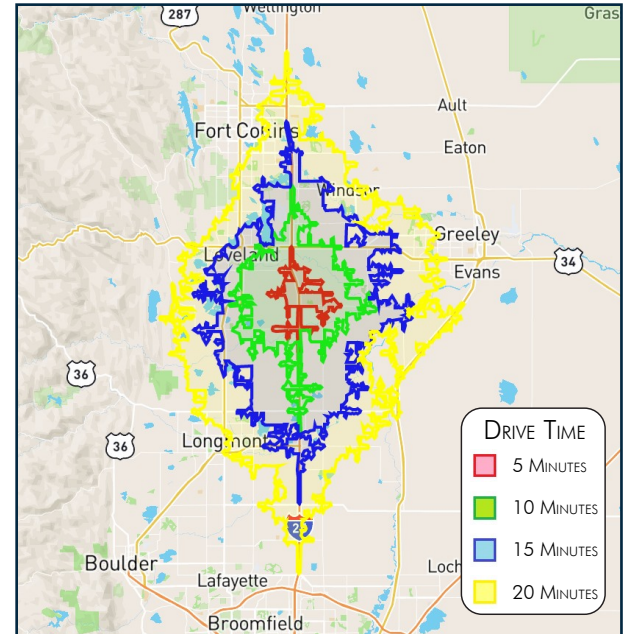 Wellington
287
Gras
Ault
Fort Collins
Eaton
Windsor
Greeley
Loveland
34
Evans
36
36
Longmont
DRIVE TIME
5 MINUTES
10 MINUTES
15 MINUTES
20 MINUTES
Boulder
Lafayette
Loch
Broomfield